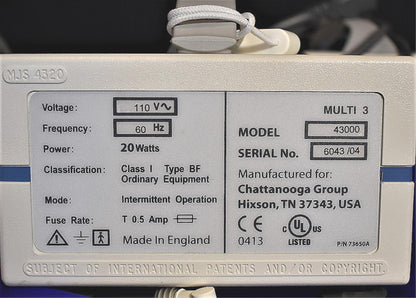 MJS 4320
Voltage: 110 V
Frequency: 60 Hz
Power: 20 Watts
Classification: Class I Type BF
Ordinary Equipment
Mode: Intermittent Operation
Fuse Rate: T 0.5 Amp
Made In England
MULTI 3
MODEL 43000
SERIAL No. 6043 /04
Manufactured for:
Chattanooga Group
Hixson, TN 37343, USA
CE
0413
c UL us
LISTED
P/N 73650A
SUBJECT OF INTERNATIONAL PATENTS AND/OR COPYRIGHT.